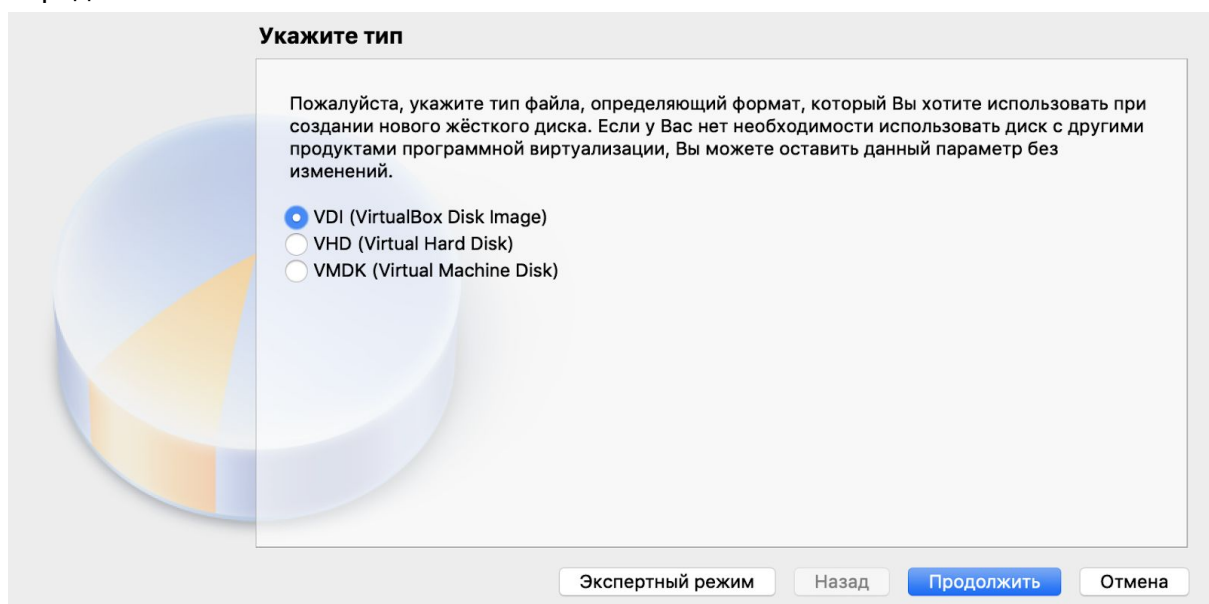 Укажите тип
Пожалуйста, укажите тип файла, определяющий формат, который Вы хотите использовать при
создании нового жёсткого диска. Если у Вас нет необходимости использовать диск с другими
продуктами программной виртуализации, Вы можете оставить данный параметр без
изменений.
VDI (VirtualBox Disk Image)
VHD (Virtual Hard Disk)
VMDK (Virtual Machine Disk)
Экспертный режим Назад Продолжить Отмена